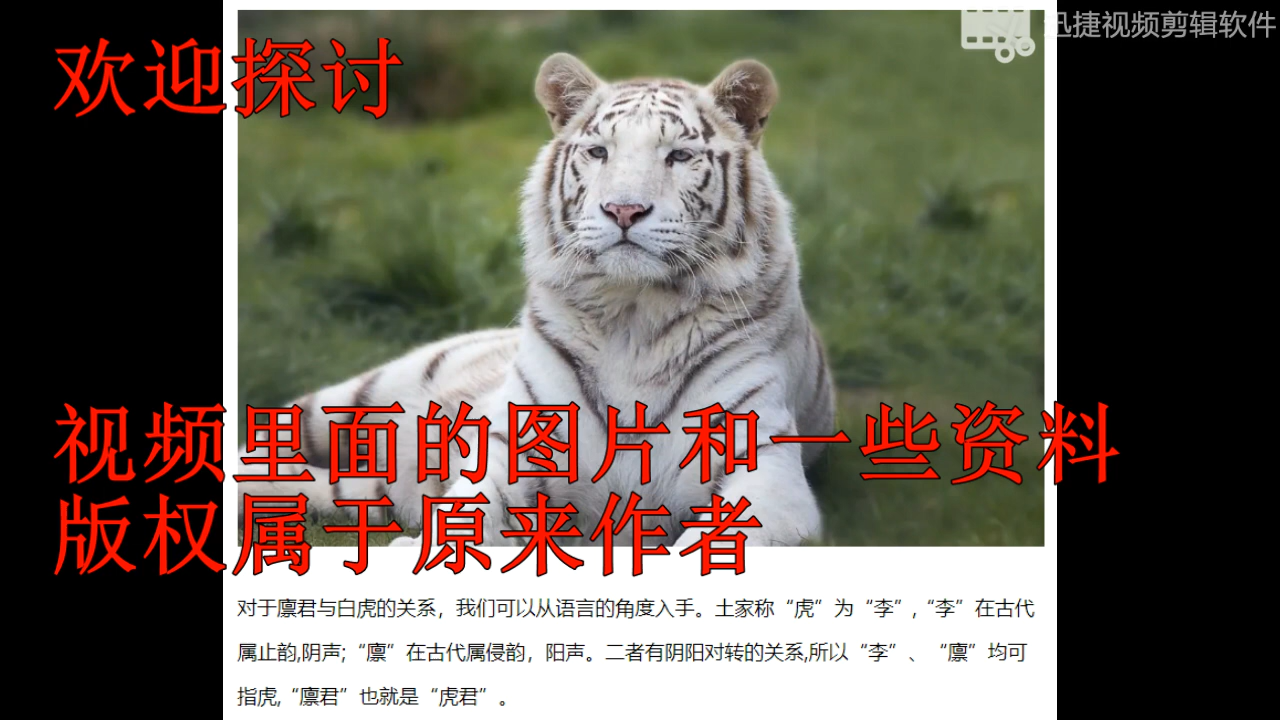 迅捷视频剪辑软件
欢迎探讨
视频里面的图片和一些资料
版权属于原来作者
对于廪君与白虎的关系，我们可以从语言的角度入手。土家称“虎”为“李”,“李”在古代
属止韵,阴声;“廪”在古代属侵韵，阳声。二者有阴阳对转的关系,所以“李”、“廪”均可
指虎,“廪君”也就是“虎君”。